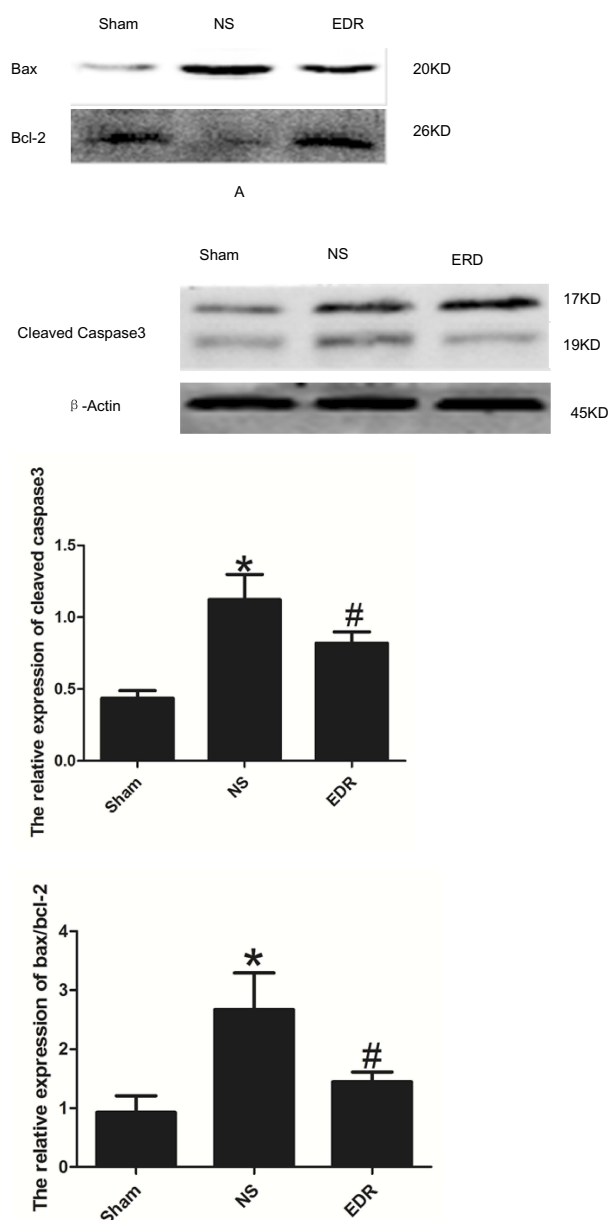 Sham NS EDR
Bax 20KD
Bcl-2 26KD
A
Sham NS ERD
17KD
Cleaved Caspase3
19KD
β-Actin
45KD
The relative expression of cleaved caspase3
1.5
*
1.0
#
0.5
0.0
Sham NS EDR
The relative expression of bax/bcl-2
4
*
3
2
#
1
0
Sham NS EDR